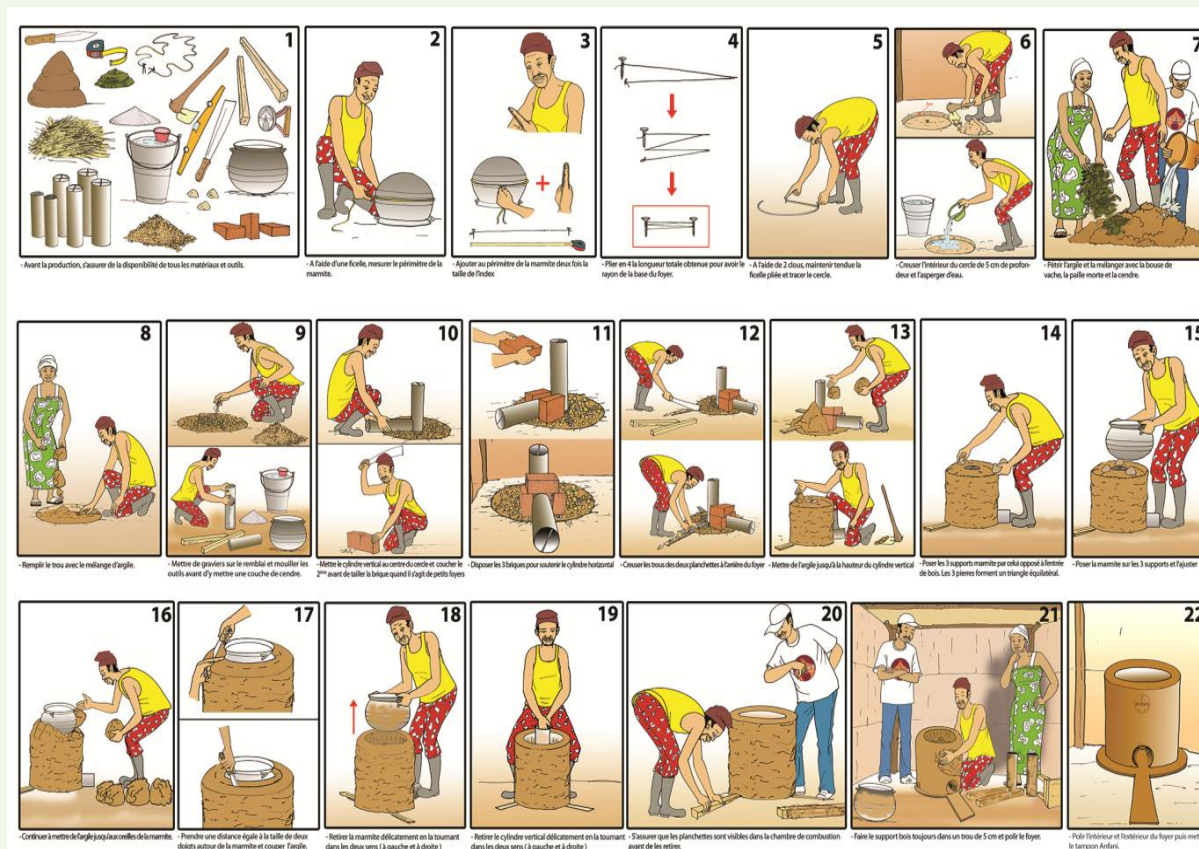 1
- Avant la production, s'assurer de la disponibilité de tous les matériaux et outils.
2
- A l'aide d'une ficelle, mesurer le périmètre de la
marmite.
3
- Ajouter au périmètre de la marmite deux fois la
taille de l'index
4
- Plier en 4 la longueur totale obtenue pour avoir le
rayon de la base du foyer.
5
- A l'aide de 2 clous, maintenir tendue la
ficelle pliée et tracer le cercle.
6
- Creuser l'intérieur du cercle de 5 cm de profon-
deur et l'asperger d'eau.
7
- Pétrir l'argile et la mélanger avec la bouse de
vache, la paille morte et la cendre.
8
- Remplir le trou avec le mélange d'argile.
9
- Mettre de graviers sur le remblai et mouiller les
outils avant d'y mettre une couche de cendre.
10
- Mettre le cylindre vertical au centre du cercle et coucher le
2ème avant de tailler la brique quand il s'agit de petits foyers
11
- Disposer les 3 briques pour soutenir le cylindre horizontal
12
- Creuser les trous des deux planchettes à l'arrière du foyer
13
- Mettre de l'argile jusqu'à la hauteur du cylindre vertical
14
- Poser les 3 supports marmite par celui opposé à l'entrée
de bois. Les 3 pierres forment un triangle équilatéral.
15
- Poser la marmite sur les 3 supports et l'ajuster
16
- Continuer à mettre de l'argile jusqu'aux oreilles de la marmite.
17
- Prendre une distance égale à la taille de deux
doigts autour de la marmite et couper l'argile.
18
- Retirer la marmite délicatement en la tournant
dans les deux sens ( à gauche et à droite )
19
- Retirer le cylindre vertical délicatement en tournant
dans les deux sens ( à gauche et à droite )
20
- S'assurer que les planchettes sont visibles dans la chambre de combustion
avant de les retirer.
21
- Faire le support bois toujours dans un trou de 5 cm et polir le foyer.
22
- Polir l'intérieur et l'extérieur du foyer puis met
le tampon Anfani.